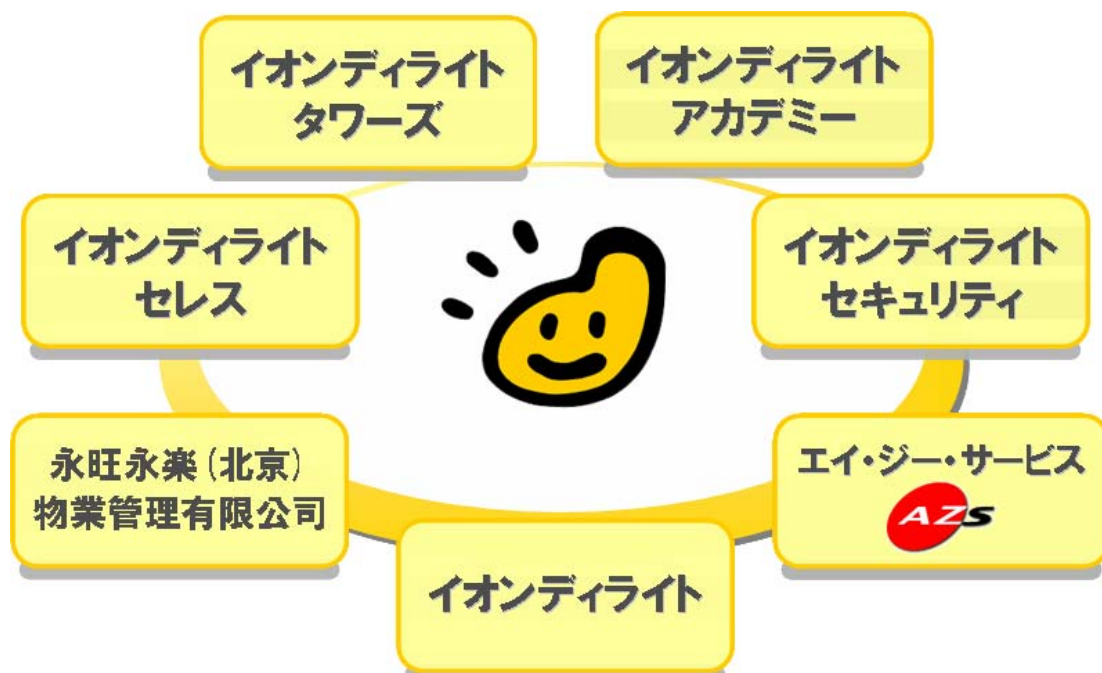 イオンディライト
タワーズ
イオンディライト
アカデミー
イオンディライト
セレス
イオンディライト
セキュリティ
永旺永楽(北京)
物業管理有限公司
エイ・ジー・サービス
AZS
イオンディライト